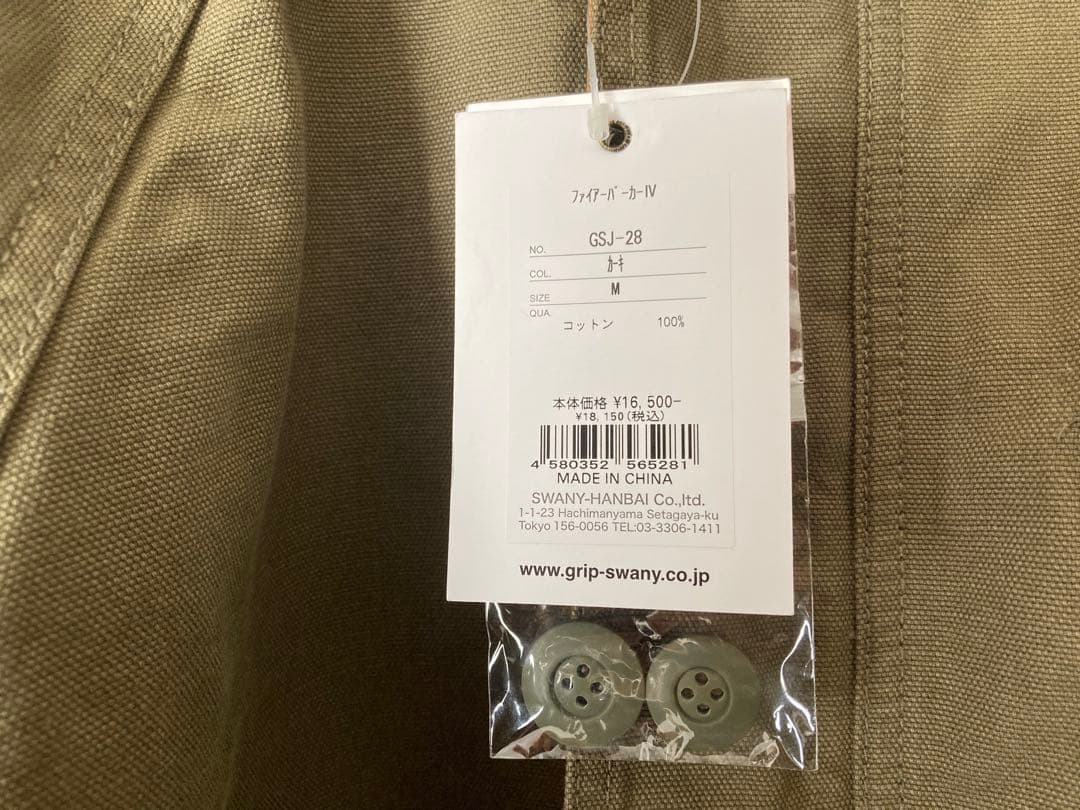 ﾌｧｲｱｰﾊﾟｰｶｰⅣ
NO. GSJ-28
COL. ｶｰｷ
SIZE M
QUA. コットン 100%
本体価格 ¥16,500-
¥18,150(税込)
4 580352 565281
MADE IN CHINA
SWANY-HANBAI Co.,ltd.
1-1-23 Hachimanyama Setagaya-ku
Tokyo 156-0056 TEL:03-3306-1411
www.grip-swany.co.jp